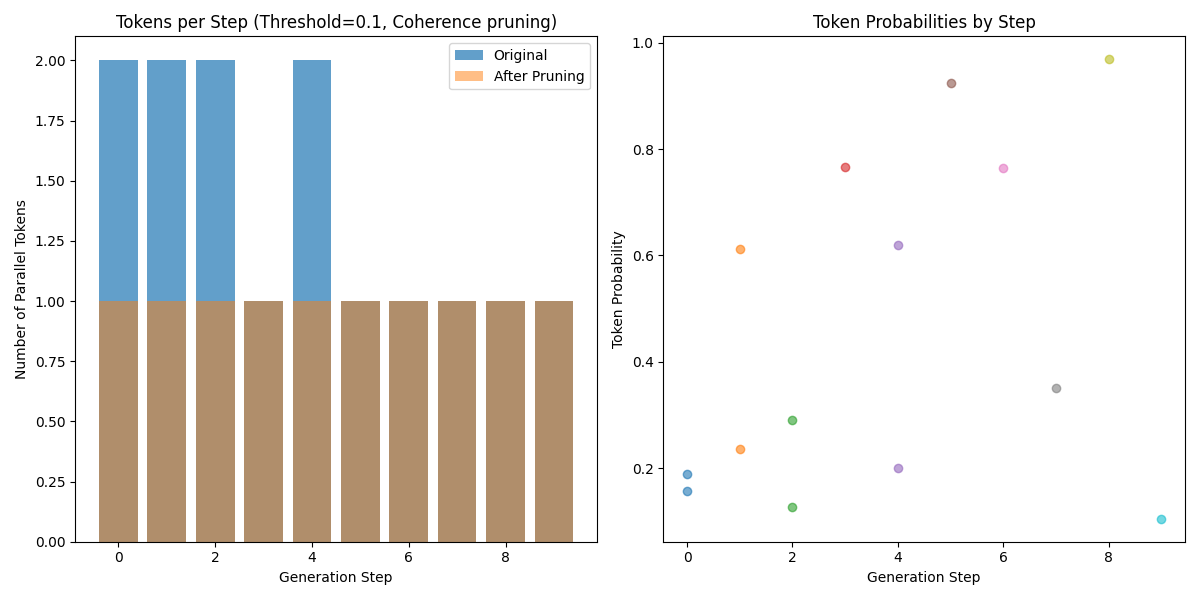 Tokens per Step (Threshold=0.1, Coherence pruning)
Original
After Pruning
Number of Parallel Tokens
2.00
1.75
1.50
1.25
1.00
0.75
0.50
0.25
0.00
0 2 4 6 8
Generation Step
Token Probabilities by Step
Token Probability
1.0
0.8
0.6
0.4
0.2
0 2 4 6 8
Generation Step